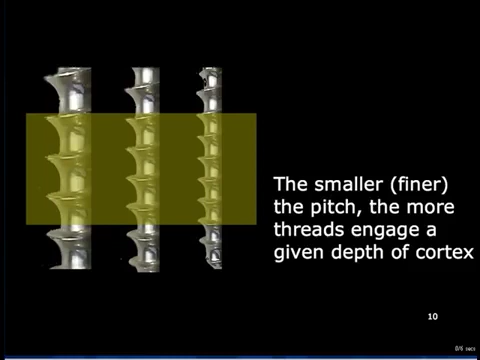 The smaller (finer)
the pitch, the more
threads engage a
given depth of cortex
10